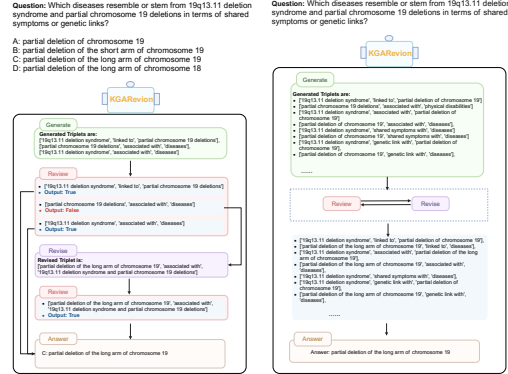 Question: Which diseases resemble or stem from 19q13.11 deletion
syndrome and partial chromosome 19 deletions in terms of shared
symptoms or genetic links?
A: partial deletion of chromosome 19
B: partial deletion of the short arm of chromosome 19
C: partial deletion of the long arm of chromosome 19
D: partial deletion of the long arm of chromosome 18
KGARevion
Generate
Generated Triplets are:
['19q13.11 deletion syndrome', 'linked to', 'partial chromosome 19 deletions'],
['partial chromosome 19 deletions', 'associated with', 'diseases'],
['19q13.11 deletion syndrome', 'associated with', 'diseases']
Review
• ['19q13.11 deletion syndrome', 'linked to', 'partial chromosome 19 deletions']
• Output: True
• ['partial chromosome 19 deletions', 'associated with', 'diseases']
• Output: False
• ['19q13.11 deletion syndrome', 'associated with', 'diseases']
• Output: True
Revise
Revised Triplet is:
['partial deletion of the long arm of chromosome 19', 'associated with',
'19q13.11 deletion syndrome and partial chromosome 19 deletions']
Review
• ['partial deletion of the long arm of chromosome 19', 'associated with',
'19q13.11 deletion syndrome and partial chromosome 19 deletions']
• Output: True
Answer
C: partial deletion of the long arm of chromosome 19
Question: Which diseases resemble or stem from 19q13.11 deletion
syndrome and partial chromosome 19 deletions in terms of shared
symptoms or genetic links?
KGARevion
Generate
Generated Triplets are:
• ['19q13.11 deletion syndrome', 'linked to', 'partial deletion of chromosome 19']
• ['partial chromosome 19 deletions', 'associated with', 'physical disabilities']
• ['19q13.11 deletion syndrome', 'associated with', 'partial deletion of
chromosome 19']
• ['partial deletion of chromosome 19', 'associated with', 'diseases'],
• ['19q13.11 deletion syndrome', 'shared symptoms with', 'diseases'],
• ['partial deletion of chromosome 19', 'shared symptoms with', 'diseases'],
• ['19q13.11 deletion syndrome', 'genetic link with', 'partial deletion of
chromosome 19'],
• ['partial deletion of chromosome 19', 'genetic link with', 'diseases'],
......
Review
Revise
• ['19q13.11 deletion syndrome', 'linked to', 'partial deletion of chromosome 19'],
• ['partial deletion of the long arm of chromosome 19', 'linked to', 'diseases'],
• ['19q13.11 deletion syndrome', 'associated with', 'partial deletion of the long
arm of chromosome 19'],
• ['partial deletion of the long arm of chromosome 19', 'associated with',
'diseases'],
• ['19q13.11 deletion syndrome', 'shared symptoms with', 'diseases'],
• ['19q13.11 deletion syndrome', 'genetic link with', 'partial deletion of
chromosome 19'],
• ['partial deletion of the long arm of chromosome 19', 'genetic link with',
'diseases'],
......
Answer
Answer: partial deletion of the long arm of chromosome 19